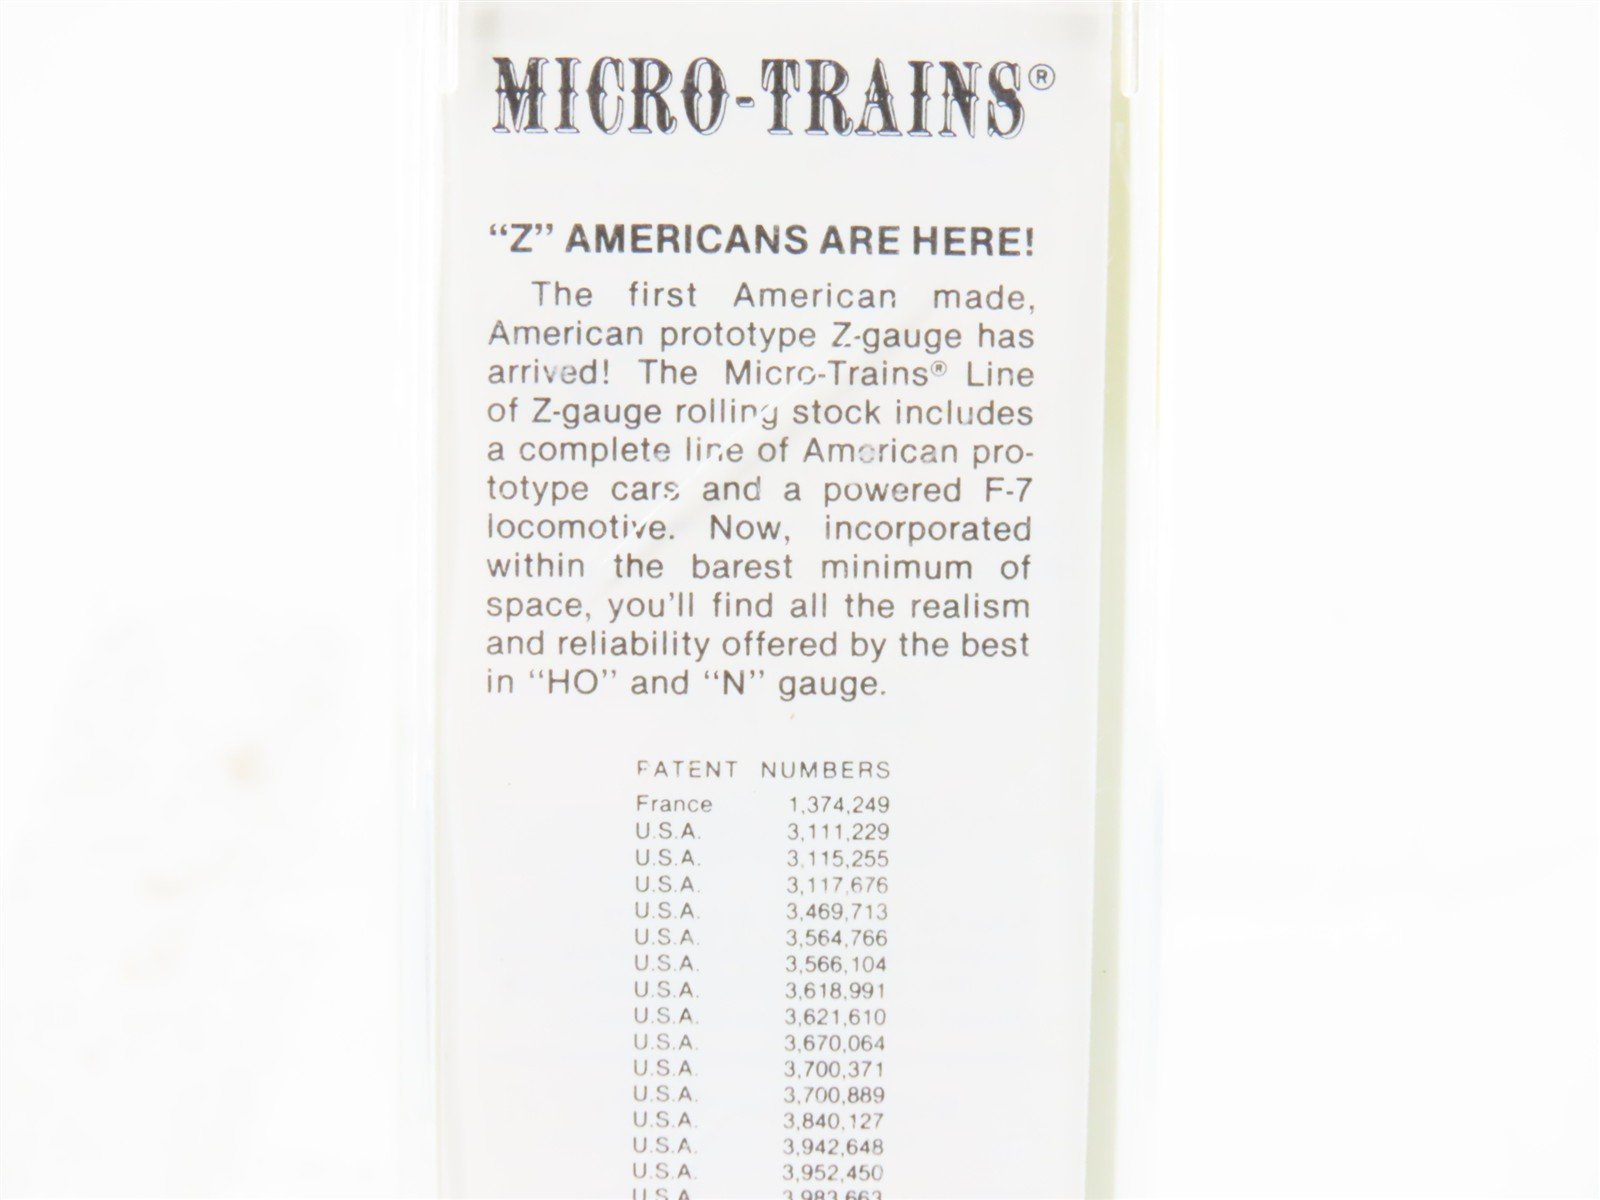 MICRO-TRAINS®
“Z” AMERICANS ARE HERE!
The first American made,
American prototype Z-gauge has
arrived! The Micro-Trains® Line
of Z-gauge rolling stock includes
a complete line of American pro-
totype cars and a powered F-7
locomotive. Now, incorporated
within the barest minimum of
space, you'll find all the realism
and reliability offered by the best
in “HO” and “N” gauge.
PATENT NUMBERS
France 1,374,249
U.S.A. 3,111,229
U.S.A. 3,115,255
U.S.A. 3,117,676
U.S.A. 3,469,713
U.S.A. 3,564,766
U.S.A. 3,566,104
U.S.A. 3,618,991
U.S.A. 3,621,610
U.S.A. 3,670,064
U.S.A. 3,700,371
U.S.A. 3,700,889
U.S.A. 3,840,127
U.S.A. 3,942,648
U.S.A. 3,952,450
U.S.A. 3,983,663